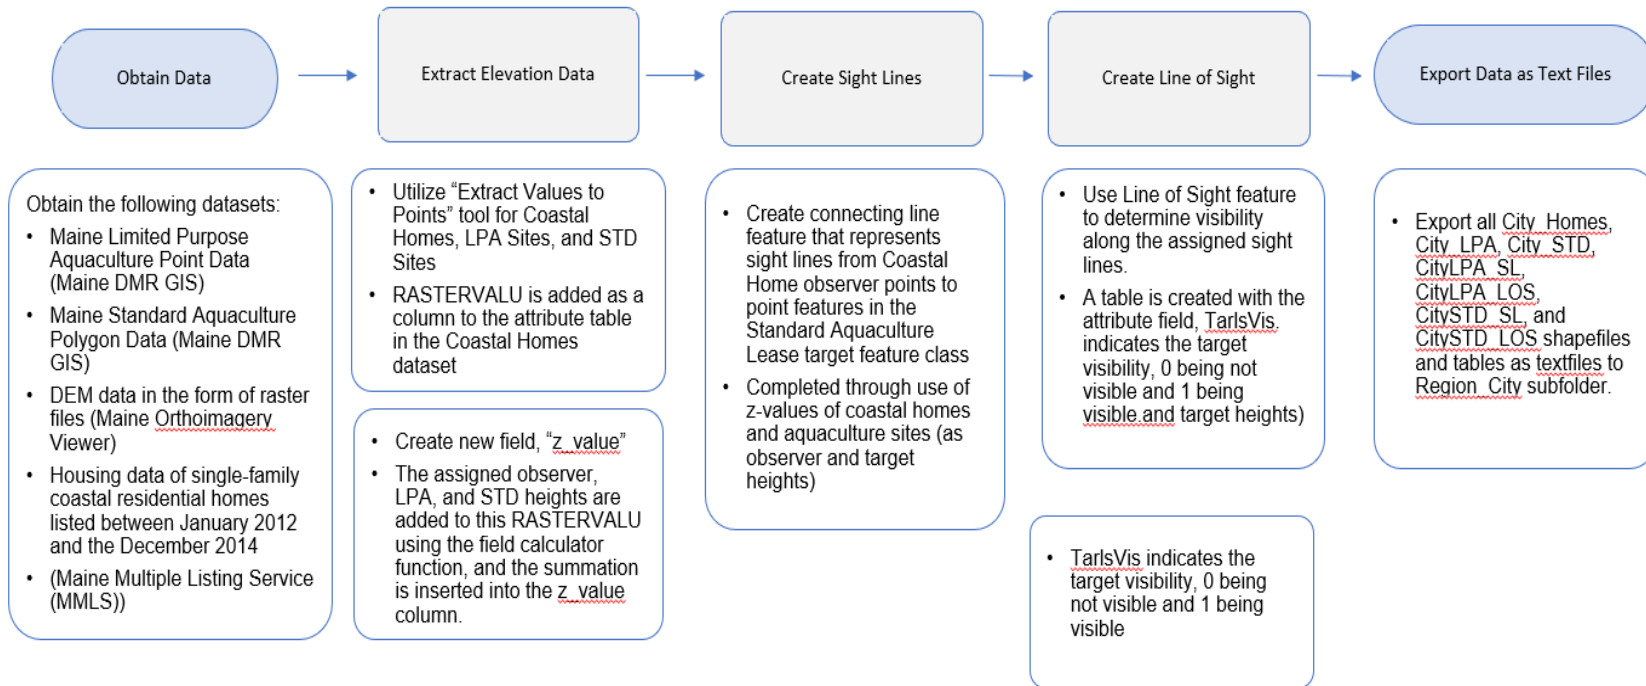 Obtain Data
Extract Elevation Data
Create Sight Lines
Create Line of Sight
Export Data as Text Files
Obtain the following datasets:
• Maine Limited Purpose
Aquaculture Point Data
(Maine DMR GIS)
• Maine Standard Aquaculture
Polygon Data (Maine DMR
GIS)
• DEM data in the form of raster
files (Maine Orthoimagery
Viewer)
• Housing data of single-family
coastal residential homes
listed between January 2012
and the December 2014
• (Maine Multiple Listing Service
(MMLS))
• Utilize “Extract Values to
Points” tool for Coastal
Homes, LPA Sites, and STD
Sites
• RASTERVALU is added as a
column to the attribute table
in the Coastal Homes
dataset
• Create new field, “z_value”
• The assigned observer,
LPA, and STD heights are
added to this RASTERVALU
using the field calculator
function, and the summation
is inserted into the z_value
column.
• Create connecting line
feature that represents
sight lines from Coastal
Home observer points to
point features in the
Standard Aquaculture
Lease target feature class
• Completed through use of
z-values of coastal homes
and aquaculture sites (as
observer and target
heights)
• Use Line of Sight feature
to determine visibility
along the assigned sight
lines.
• A table is created with the
attribute field, TarIsVis.
indicates the target
visibility, 0 being not
visible and 1 being
visible.and target heights)
• TarIsVis indicates the
target visibility, 0 being
not visible and 1 being
visible
• Export all City_Homes,
City_LPA, City_STD,
CityLPA_SL,
CityLPA_LOS,
CitySTD_SL, and
CitySTD_LOS shapefiles
and tables as textfiles to
Region_City subfolder.